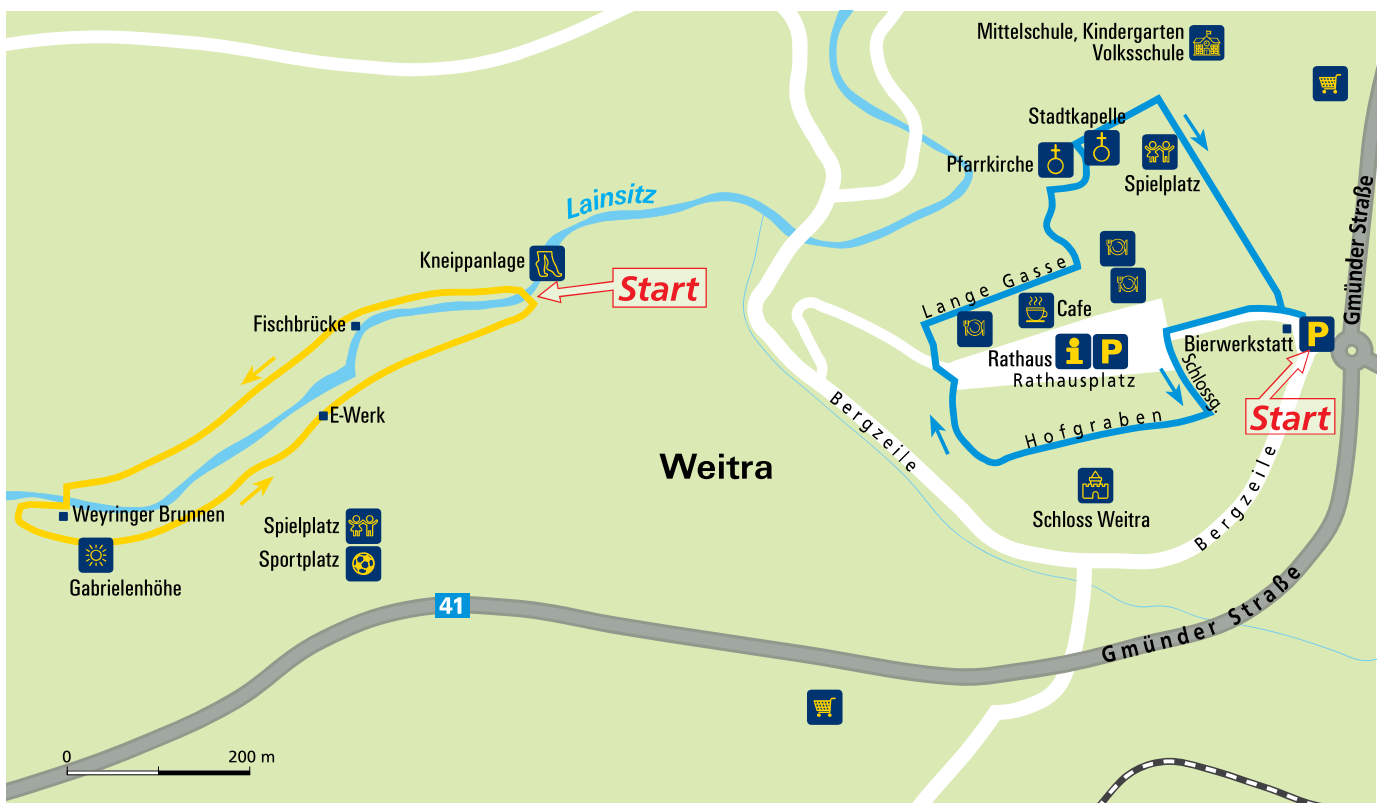 Mittelschule, Kindergarten
Volksschule
Stadtkapelle
Pfarrkirche
Spielplatz
Gmünder Straße
Lainsitz
Kneippanlage
Start
Lange Gasse
Cafe
Fischbrücke
Rathaus
P
Rathausplatz
Bierwerkstatt
P
Schlossg.
Start
E-Werk
Bergzeile
Hofgraben
Weitra
Bergzeile
Schloss Weitra
Weyringer Brunnen
Spielplatz
Sportplatz
Gabrielenhöhe
41
Gmünder Straße
0 200 m